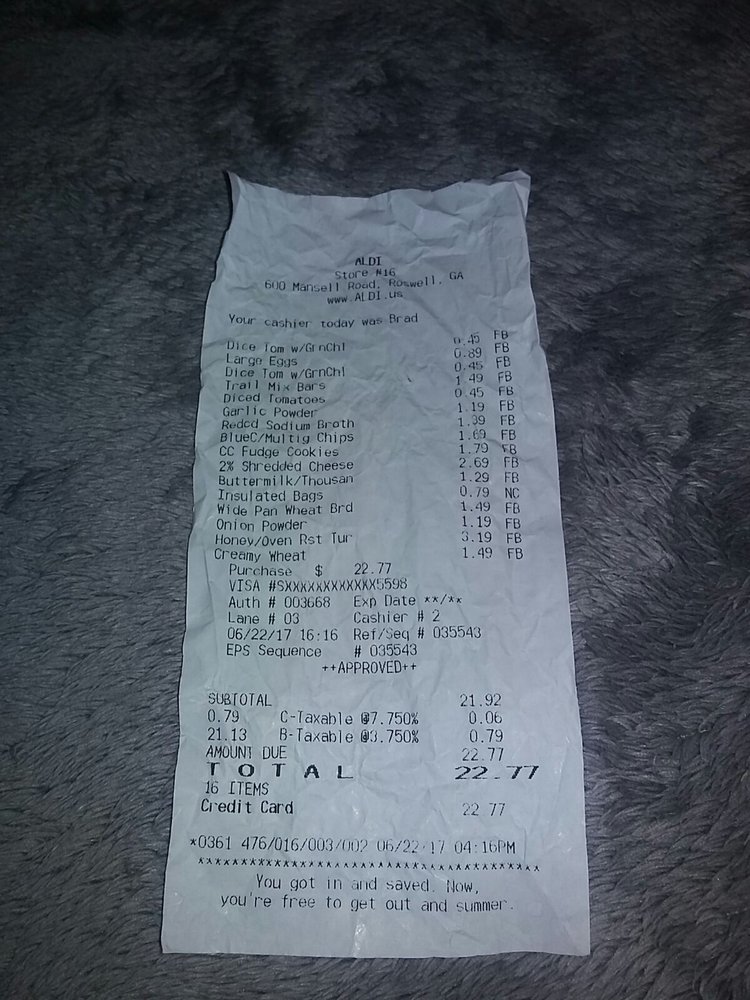 ALDI
Store #16
600 Mansell Road, Roswell, GA
www.ALDI.us
Your cashier today was Brad
Dice Tom w/GrnChl 0.45 FB
Large Eggs 0.89 FB
Dice Tom w/GrnChl 0.45 FB
Trail Mix Bars 1.49 FB
Diced Tomatoes 0.45 FB
Garlic Powder 1.19 FB
Redcd Sodium Broth 1.39 FB
BlueC/Multig Chips 1.69 FB
CC Fudge Cookies 1.79 FB
2% Shredded Cheese 2.69 FB
Buttermilk/Thousan 1.29 FB
Insulated Bags 0.79 NC
Wide Pan Wheat Brd 1.49 FB
Onion Powder 1.19 FB
Honey/Oven Rst Tur 3.19 FB
Creamy Wheat 1.49 FB
Purchase $ 22.77
VISA #SXXXXXXXXXXXX5598
Auth # 003668 Exp Date **/**
Lane # 03 Cashier # 2
06/22/17 16:16 Ref/Seq # 035543
EPS Sequence # 035543
++APPROVED++
SUBTOTAL 21.92
0.79 C-Taxable @7.750% 0.06
21.13 B-Taxable @3.750% 0.79
AMOUNT DUE 22.77
TOTAL 22.77
16 ITEMS
Credit Card 22.77
*0361 476/016/003/002 06/22/17 04:16PM
****************************************
You got in and saved. Now,
you're free to get out and summer.